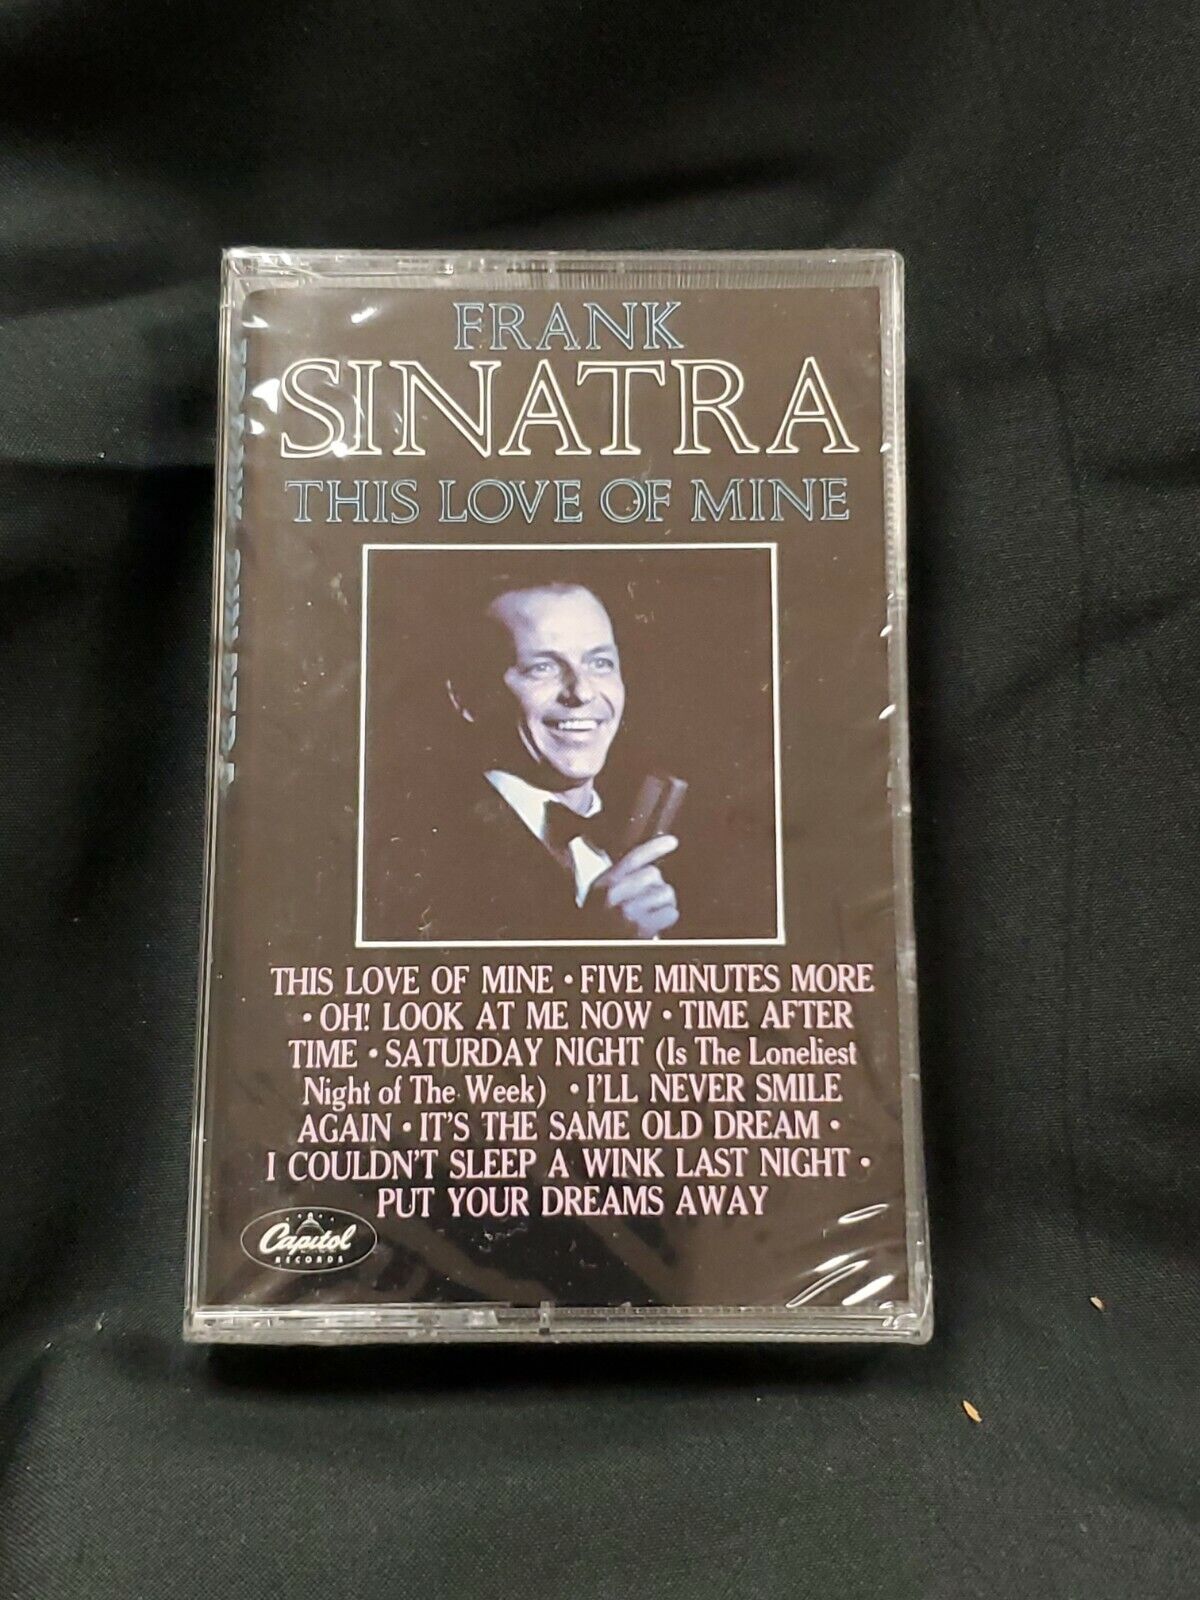 FRANK
SINATRA
THIS LOVE OF MINE
THIS LOVE OF MINE • FIVE MINUTES MORE
• OH! LOOK AT ME NOW • TIME AFTER
TIME • SATURDAY NIGHT (Is The Loneliest
Night of The Week) • I'LL NEVER SMILE
AGAIN • IT'S THE SAME OLD DREAM •
I COULDN'T SLEEP A WINK LAST NIGHT •
PUT YOUR DREAMS AWAY
Capitol
RECORDS